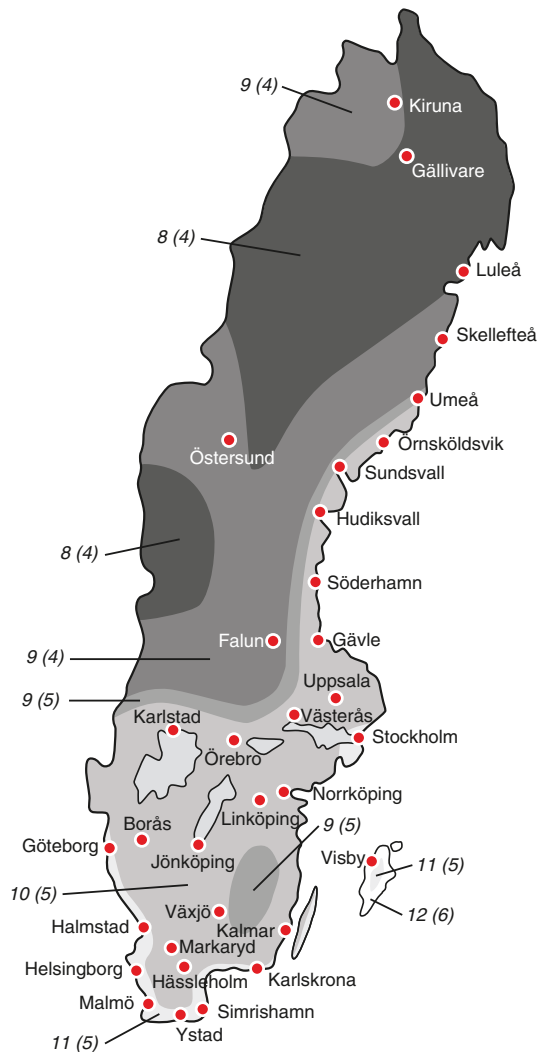 9 (4)
Kiruna
Gällivare
8 (4)
Luleå
Skellefteå
Umeå
Östersund
Örnsköldsvik
Sundsvall
Hudiksvall
8 (4)
Söderhamn
Falun
Gävle
9 (4)
Uppsala
9 (5)
Karlstad
Västerås
Stockholm
Örebro
Norrköping
Linköping
Borås
9 (5)
Göteborg
Jönköping
Visby
11 (5)
10 (5)
Växjö
12 (6)
Halmstad
Kalmar
Markaryd
Helsingborg
Hässleholm
Karlskrona
Malmö
Simrishamn
Ystad
11 (5)